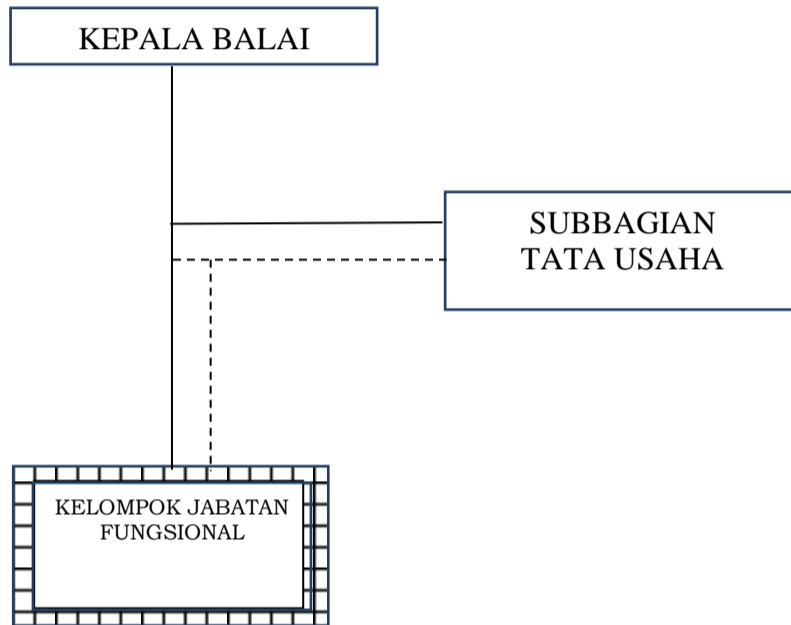 KEPALA BALAI
SUBBAGIAN
TATA USAHA
KELOMPOK JABATAN
FUNGSIONAL